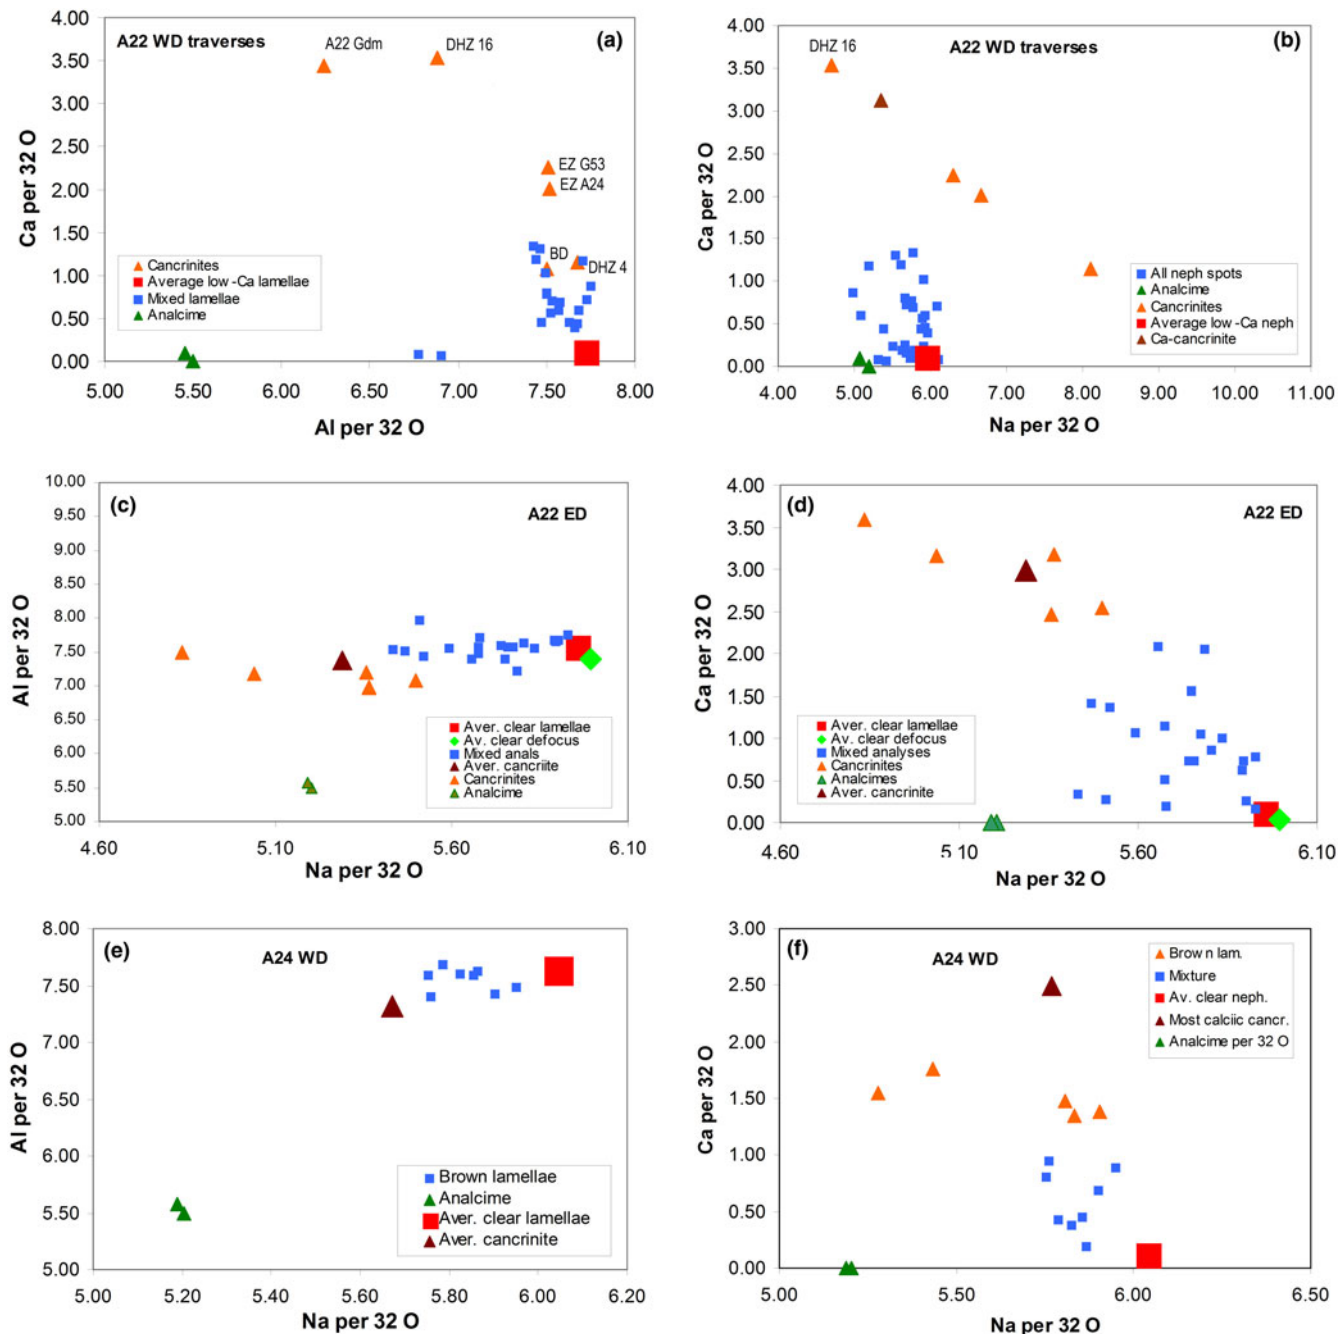 4.00
3.50
3.00
2.50
2.00
1.50
1.00
0.50
0.00
Ca per 32 O
A22 WD traverses
A22 Gdm
DHZ 16
(a)
EZ G53
EZ A24
BD
DHZ 4
Cancrinites
Average low -Ca lamellae
Mixed lamellae
Analcime
5.00 5.50 6.00 6.50 7.00 7.50 8.00
Al per 32 O
4.00
3.50
3.00
2.50
2.00
1.50
1.00
0.50
0.00
Ca per 32 O
DHZ 16
A22 WD traverses
(b)
All neph spots
Analcime
Cancrinites
Average low-Ca neph
Ca-cancrinite
4.00 5.00 6.00 7.00 8.00 9.00 10.00 11.00
Na per 32 O
10.00
9.50
9.00
8.50
8.00
7.50
7.00
6.50
6.00
5.50
5.00
Al per 32 O
(c)
A22 ED
Aver. clear lamellae
Av. clear defocus
Mixed anals
Aver. cancriite
Cancrinites
Analcime
4.60 5.10 5.60 6.10
Na per 32 O
4.00
3.50
3.00
2.50
2.00
1.50
1.00
0.50
0.00
Ca per 32 O
(d)
A22 ED
Aver. clear lamellae
Av. clear defocus
Mixed analyses
Cancrinites
Analcimes
Aver. cancrinite
4.60 5 10 5.60 6.10
Na per 32 O
8.00
7.50
7.00
6.50
6.00
5.50
5.00
Al per 32 O
(e)
A24 WD
Brown lamellae
Analcime
Aver. clear lamellae
Aver. cancrinite
5.00 5.20 5.40 5.60 5.80 6.00 6.20
Na per 32 O
3.00
2.50
2.00
1.50
1.00
0.50
0.00
Ca per 32 O
(f)
A24 WD
Brown lam.
Mixture
Av. clear neph.
Most calciic cancr.
Analcime per 32 O
5.00 5.50 6.00 6.50
Na per 32 O